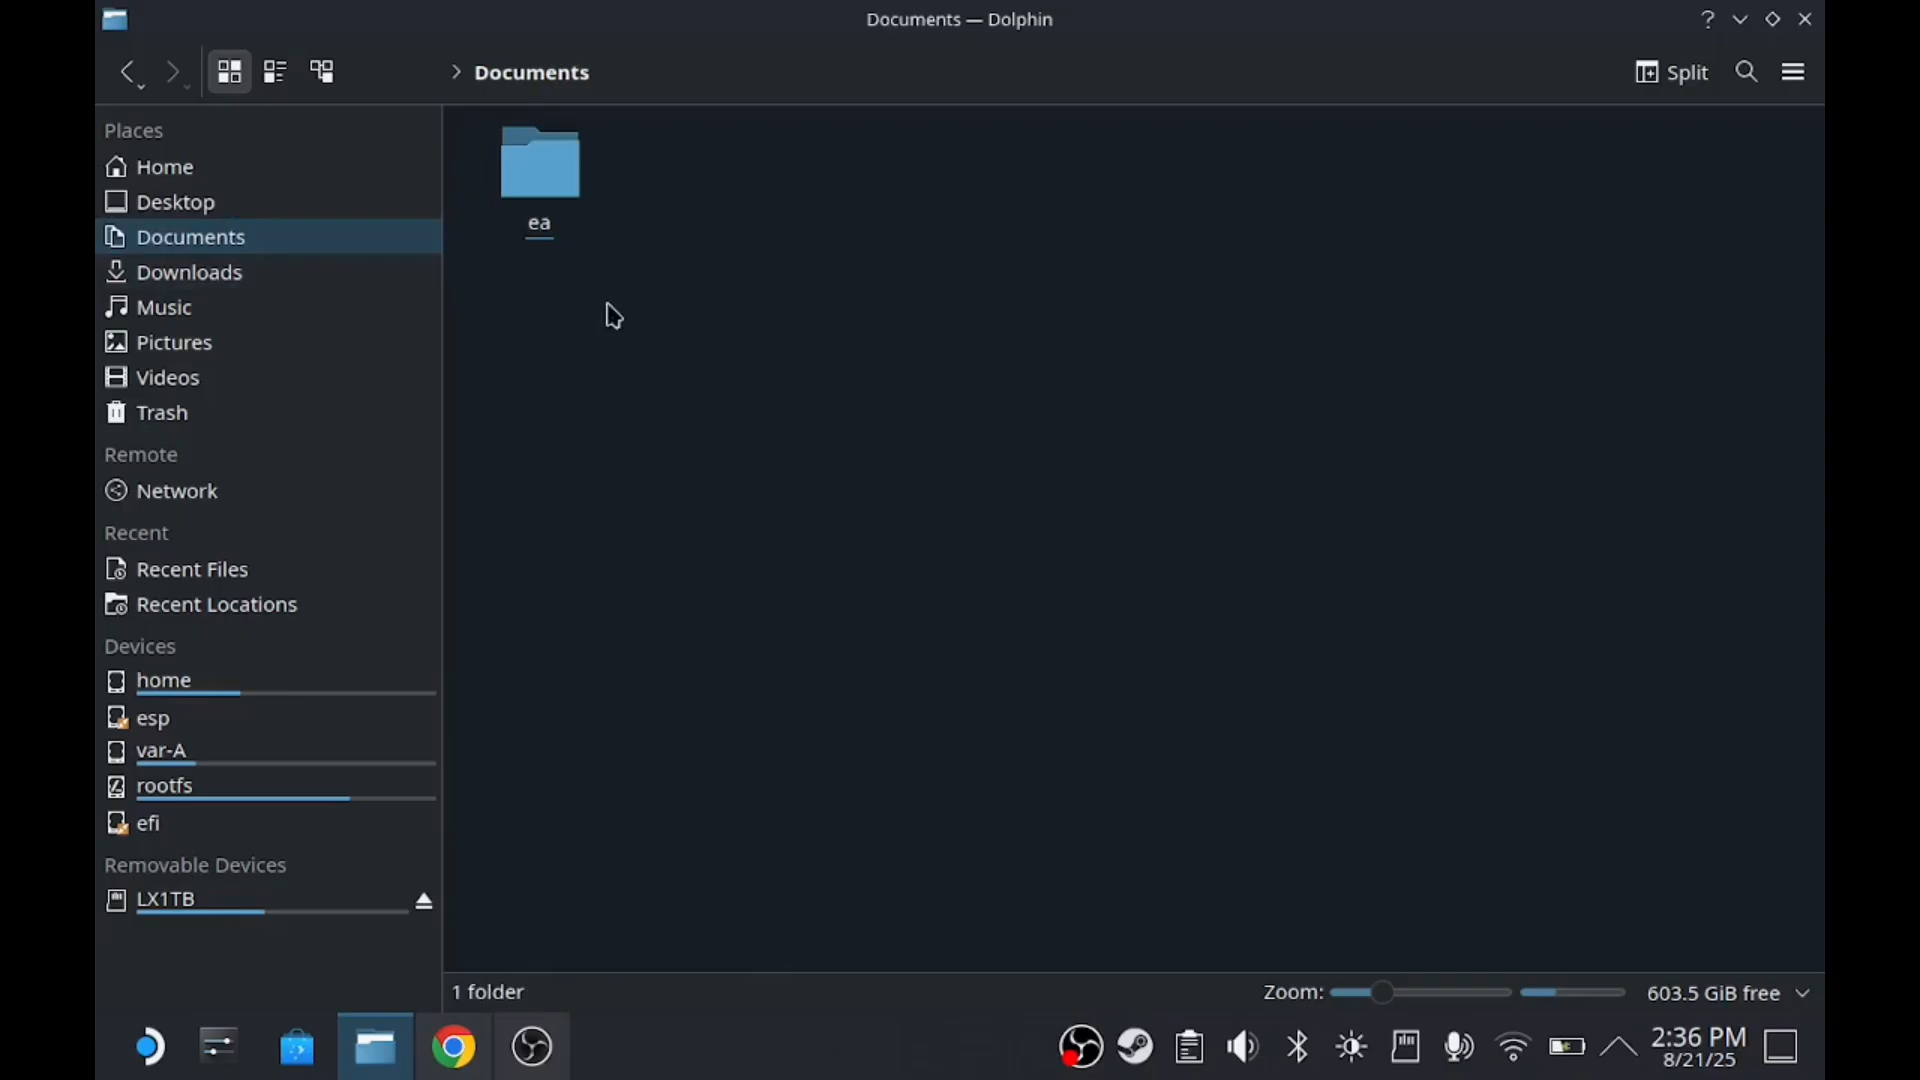 Documents — Dolphin
Documents
Split
Places
Home
Desktop
Documents
Downloads
Music
Pictures
Videos
Trash
Remote
Network
Recent
Recent Files
Recent Locations
Devices
home
esp
var-A
rootfs
efi
Removable Devices
LX1TB
ea
1 folder
Zoom:
603.5 GiB free
2:36 PM
8/21/25